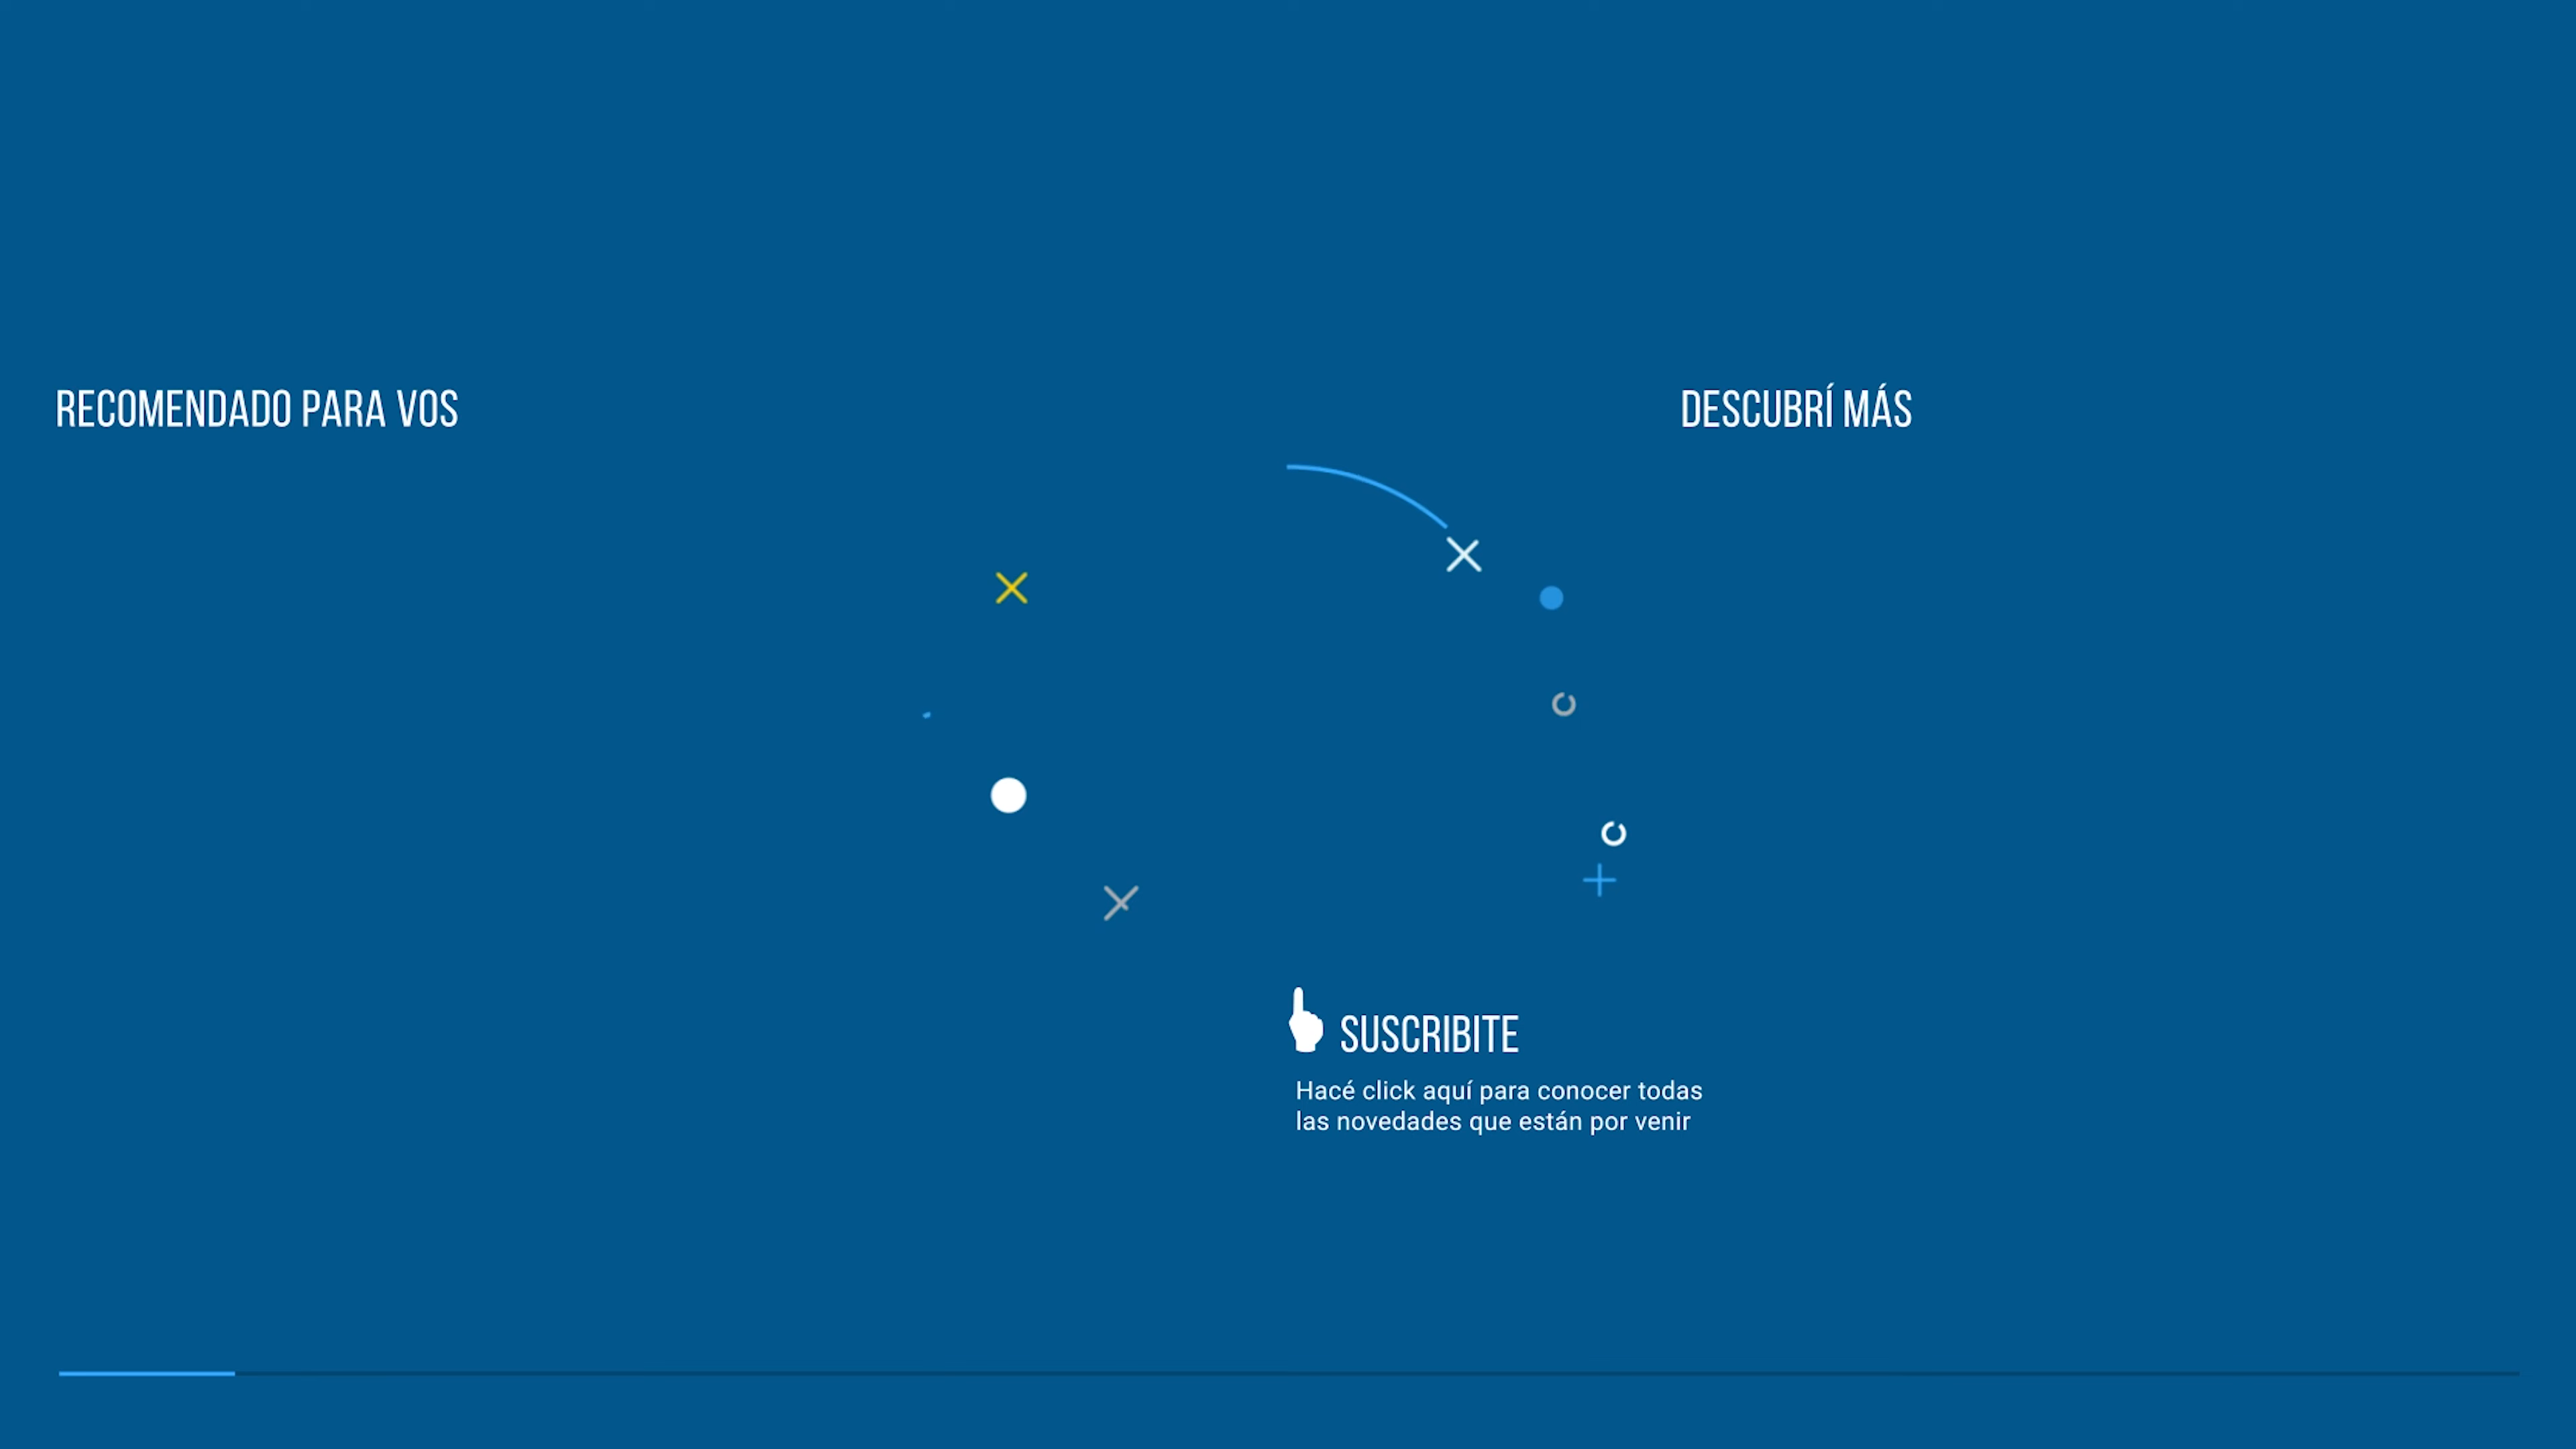 RECOMENDADO PARA VOS
DESCUBRÍ MÁS
SUSCRIBITE
Hacé click aquí para conocer todas
las novedades que están por venir